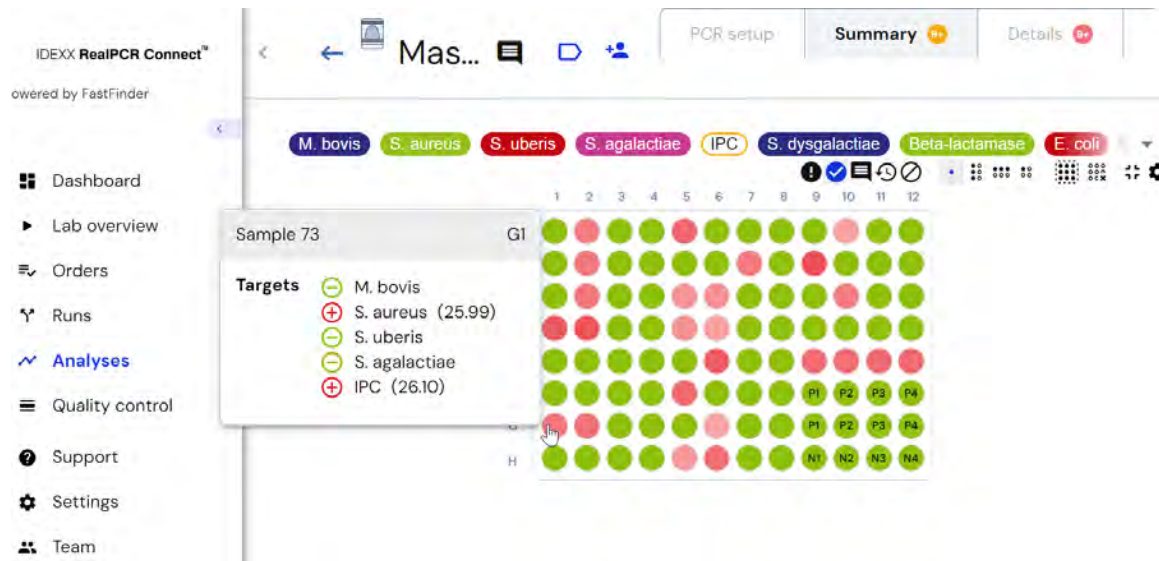 IDEXX RealPCR Connect™
owered by FastFinder
Dashboard
Lab overview
Orders
Runs
Analyses
Quality control
Support
Settings
Team
Mas...
PCR setup
Summary 9+
Details 9+
M. bovis S. aureus S. uberis S. agalactiae IPC S. dysgalactiae Beta-lactamase E. coli
1 2 3 4 5 6 7 8 9 10 11 12
Sample 73 G1
Targets
M. bovis
S. aureus (25.99)
S. uberis
S. agalactiae
IPC (26.10)
P1 P2 P3 P4
G P1 P2 P3 P4
H N1 N2 N3 N4